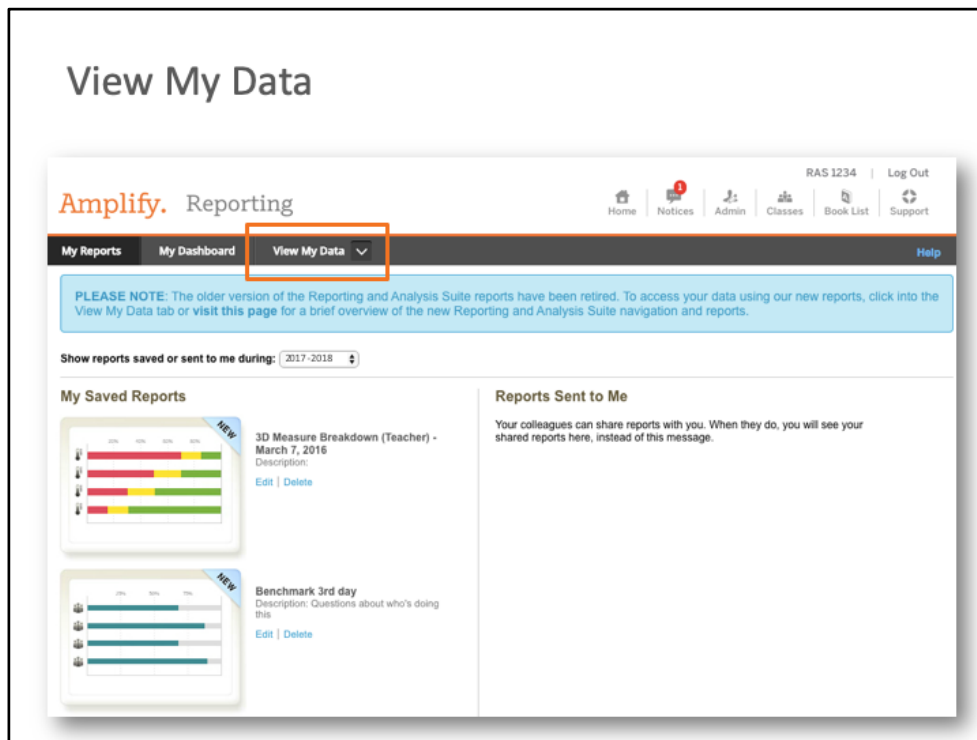 View My Data
RAS 1234 | Log Out
Amplify. Reporting
1
Home Notices Admin Classes Book List Support
My Reports My Dashboard View My Data Help
PLEASE NOTE: The older version of the Reporting and Analysis Suite reports have been retired. To access your data using our new reports, click into the
View My Data tab or visit this page for a brief overview of the new Reporting and Analysis Suite navigation and reports.
Show reports saved or sent to me during: 2017-2018
My Saved Reports
NEW
20% 40% 60% 80%
3D Measure Breakdown (Teacher) -
March 7, 2016
Description:
Edit | Delete
NEW
25% 50% 75%
Benchmark 3rd day
Description: Questions about who's doing
this
Edit | Delete
Reports Sent to Me
Your colleagues can share reports with you. When they do, you will see your
shared reports here, instead of this message.